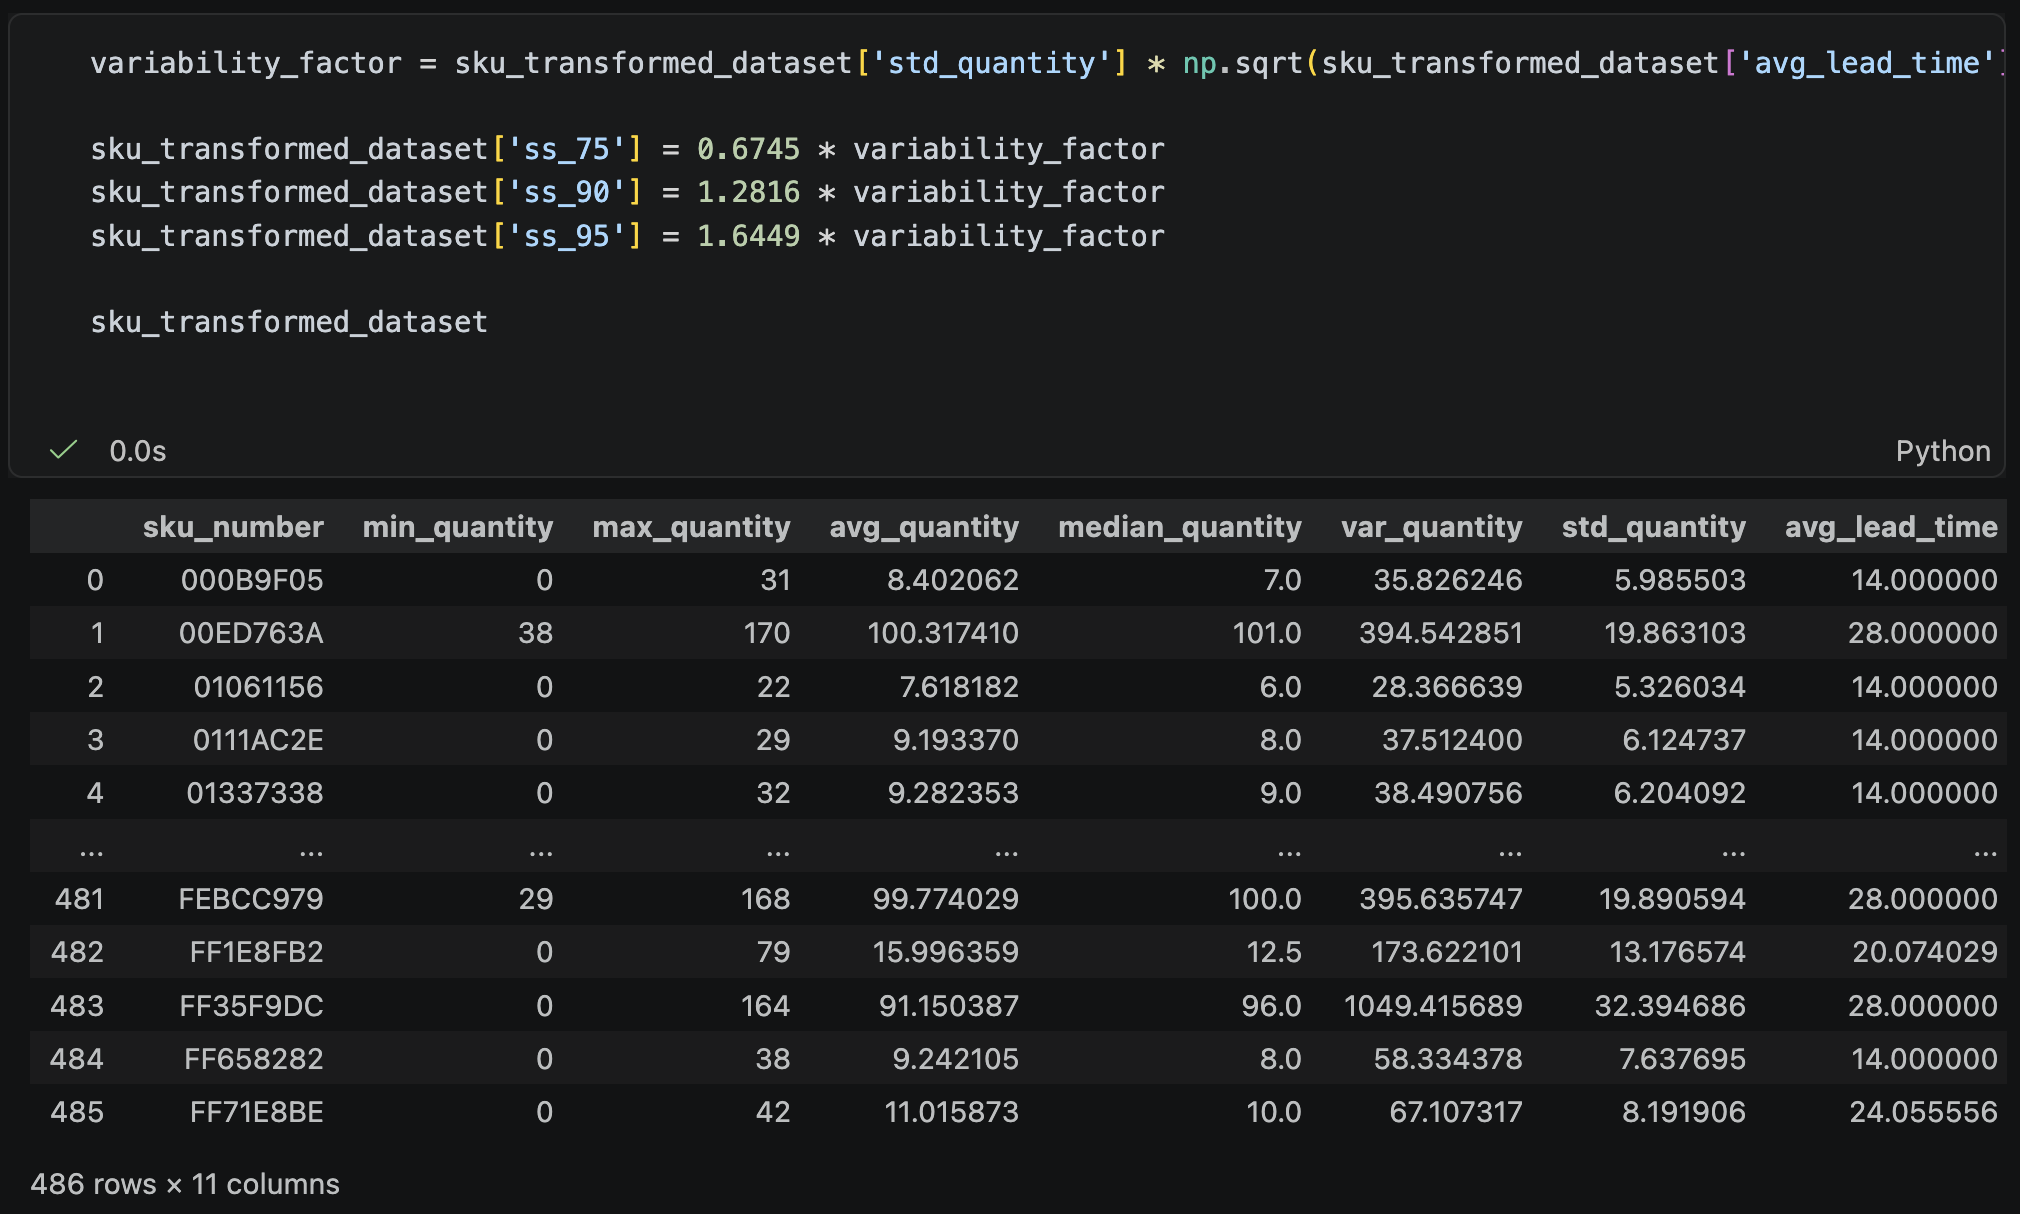 variability_factor = sku_transformed_dataset['std_quantity'] * np.sqrt(sku_transformed_dataset['avg_lead_time']
sku_transformed_dataset['ss_75'] = 0.6745 * variability_factor
sku_transformed_dataset['ss_90'] = 1.2816 * variability_factor
sku_transformed_dataset['ss_95'] = 1.6449 * variability_factor
sku_transformed_dataset
0.0s Python
sku_number min_quantity max_quantity avg_quantity median_quantity var_quantity std_quantity avg_lead_time
0 000B9F05 0 31 8.402062 7.0 35.826246 5.985503 14.000000
1 00ED763A 38 170 100.317410 101.0 394.542851 19.863103 28.000000
2 01061156 0 22 7.618182 6.0 28.366639 5.326034 14.000000
3 0111AC2E 0 29 9.193370 8.0 37.512400 6.124737 14.000000
4 01337338 0 32 9.282353 9.0 38.490756 6.204092 14.000000
... ... ... ... ... ... ... ... ...
481 FEBCC979 29 168 99.774029 100.0 395.635747 19.890594 28.000000
482 FF1E8FB2 0 79 15.996359 12.5 173.622101 13.176574 20.074029
483 FF35F9DC 0 164 91.150387 96.0 1049.415689 32.394686 28.000000
484 FF658282 0 38 9.242105 8.0 58.334378 7.637695 14.000000
485 FF71E8BE 0 42 11.015873 10.0 67.107317 8.191906 24.055556
486 rows × 11 columns